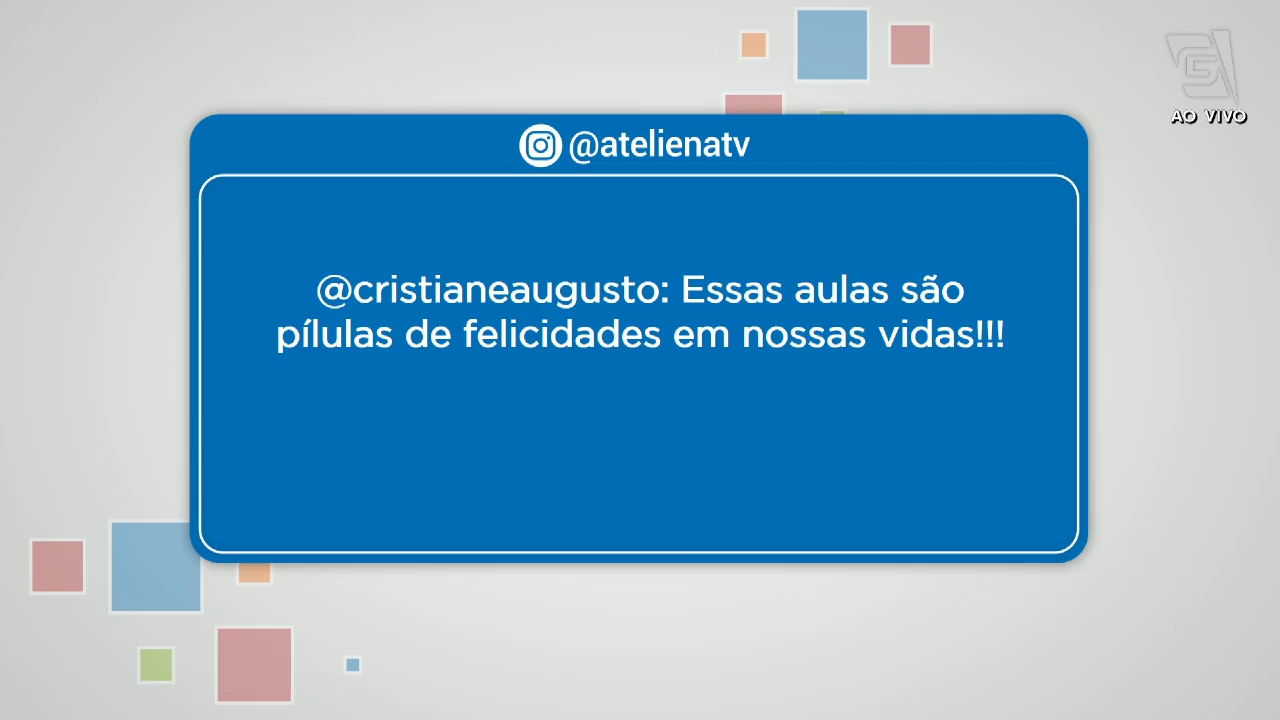 @atelienatv
AO VIVO
@cristianeaugusto: Essas aulas são
pílulas de felicidades em nossas vidas!!!